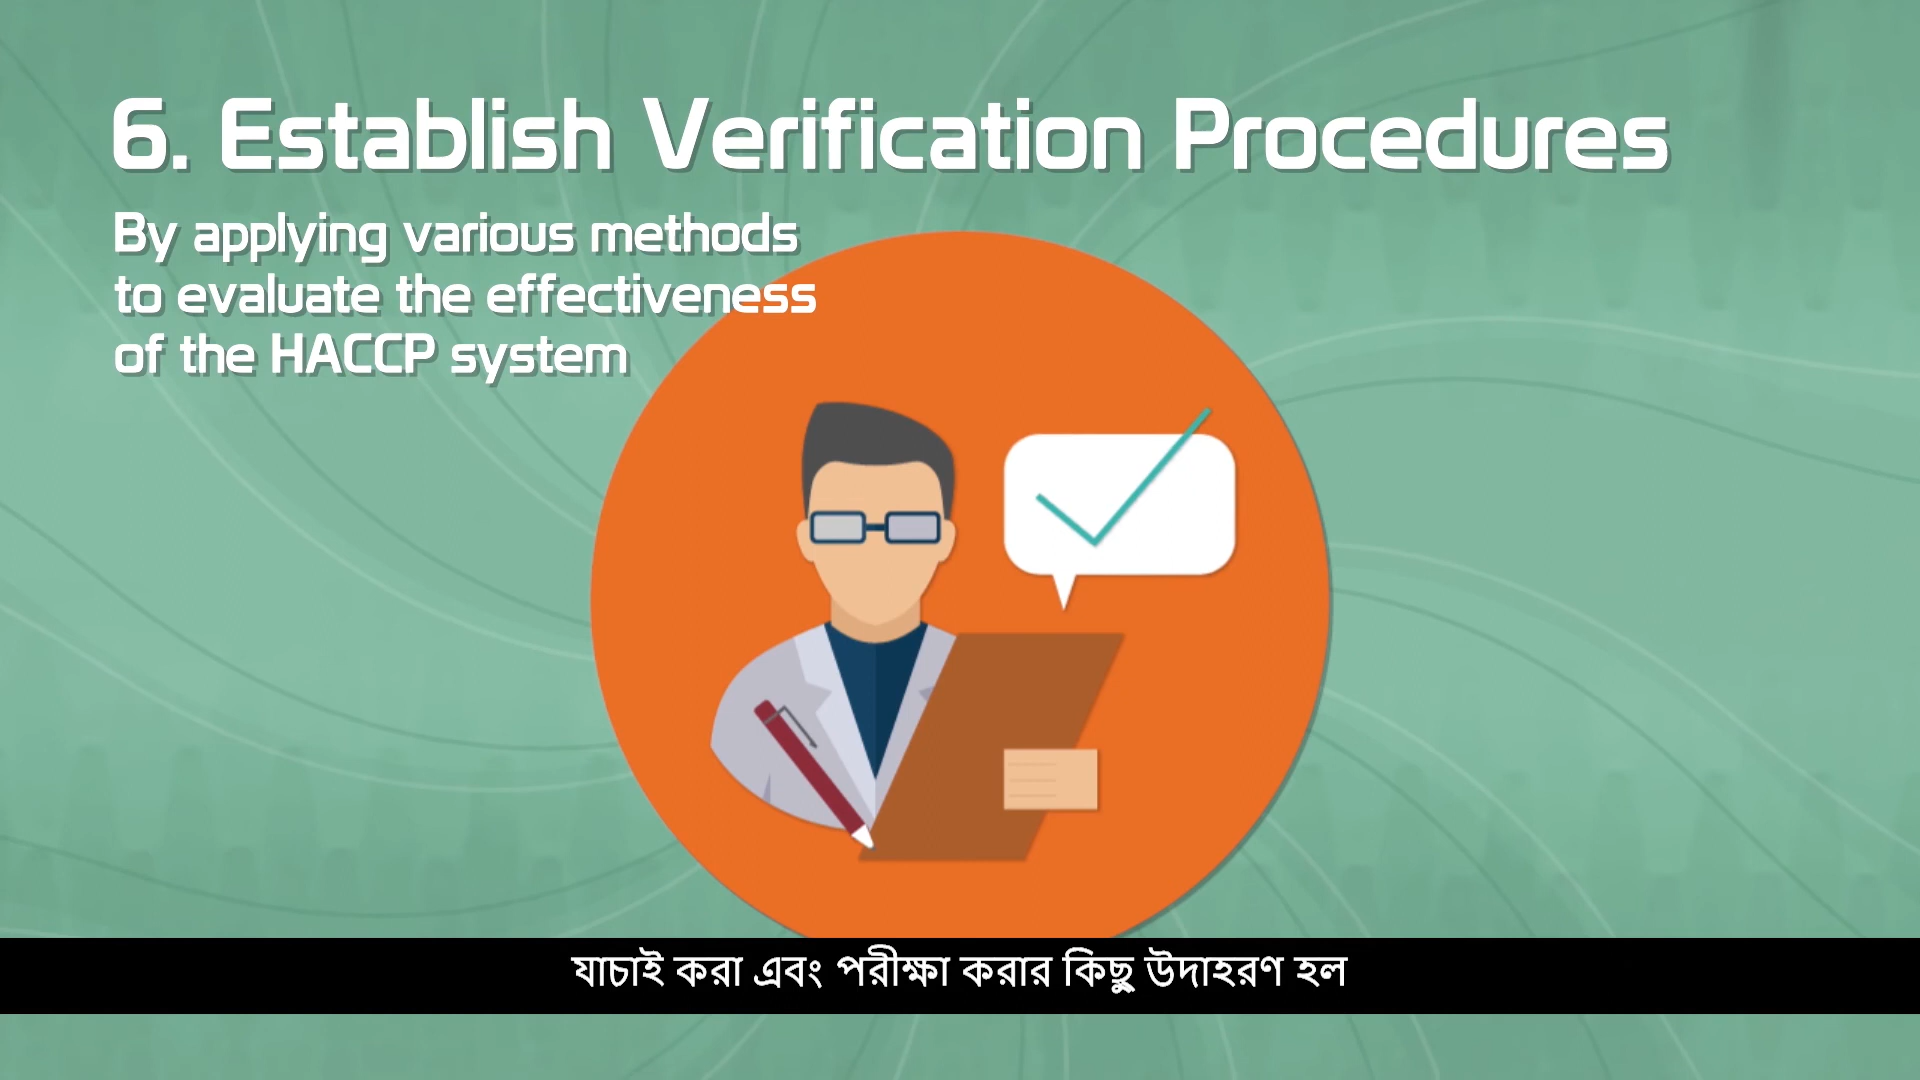 6. Establish Verification Procedures
By applying various methods
to evaluate the effectiveness
of the HACCP system
যাচাই করা এবং পরীক্ষা করার কিছু উদাহরণ হল